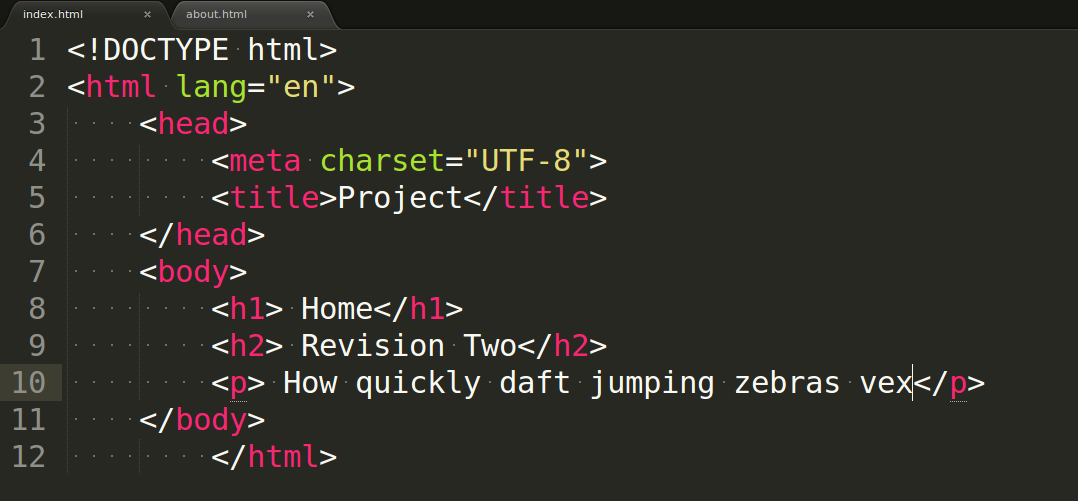 index.html × about.html ×
1 <!DOCTYPE html>
2 <html lang="en">
3     <head>
4         <meta charset="UTF-8">
5         <title>Project</title>
6     </head>
7     <body>
8         <h1> Home</h1>
9         <h2> Revision Two</h2>
10         <p> How quickly daft jumping zebras vex</p>
11     </body>
12         </html>